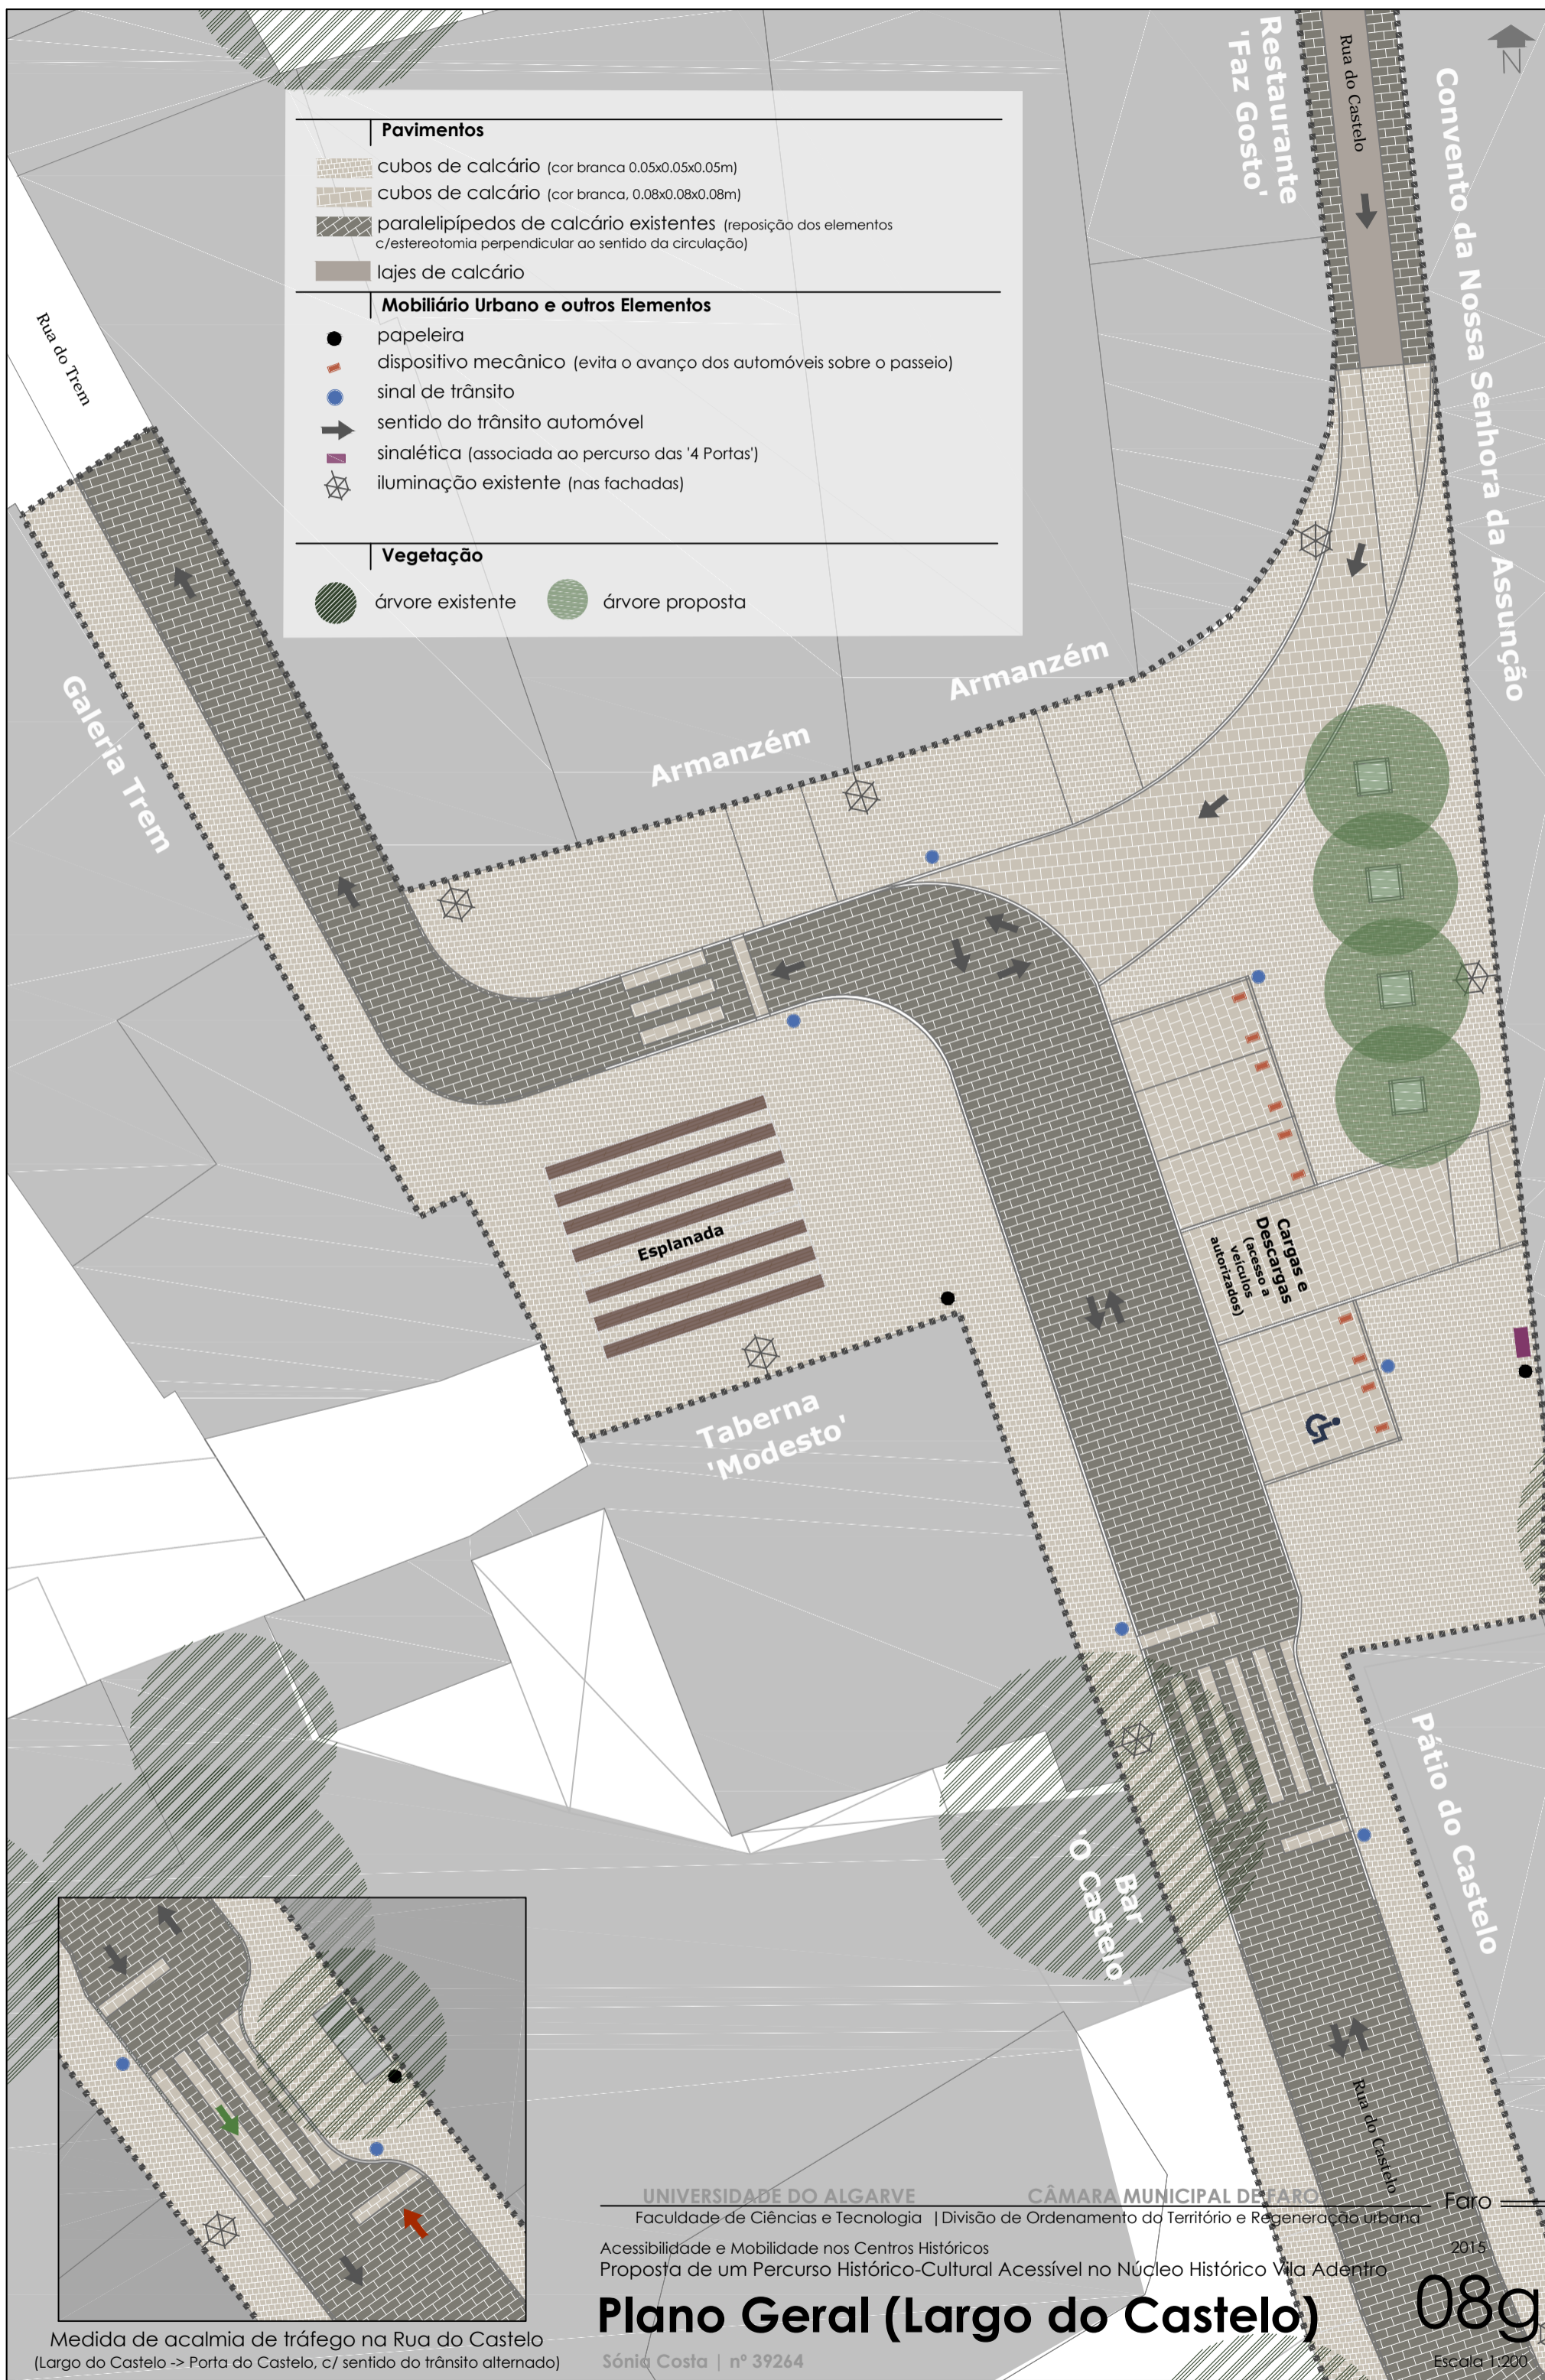 Restaurante
'Faz Gosto'
Rua do Castelo
Convento da Nossa Senhora da Assunção
N
Pavimentos
cubos de calcário (cor branca 0.05x0.05x0.05m)
cubos de calcário (cor branca, 0.08x0.08x0.08m)
paralelipípedos de calcário existentes (reposição dos elementos
c/estereotomia perpendicular ao sentido da circulação)
lajes de calcário
Mobiliário Urbano e outros Elementos
papeleira
dispositivo mecânico (evita o avanço dos automóveis sobre o passeio)
sinal de trânsito
sentido do trânsito automóvel
sinalética (associada ao percurso das '4 Portas')
iluminação existente (nas fachadas)
Vegetação
árvore existente
árvore proposta
Rua do Trem
Galeria Trem
Armanzém
Armanzém
Esplanada
Cargas e
Descargas
(acesso a
veículos
autorizados)
Taberna
'Modesto'
Bar
'O Castelo'
Pátio do Castelo
Rua do Castelo
UNIVERSIDADE DO ALGARVE
CÂMARA MUNICIPAL DE FARO
Faro
Faculdade de Ciências e Tecnologia | Divisão de Ordenamento do Território e Regeneração urbana
Acessibilidade e Mobilidade nos Centros Históricos
2015
Proposta de um Percurso Histórico-Cultural Acessível no Núcleo Histórico Vila Adentro
Plano Geral (Largo do Castelo)
08g
Sónia Costa | nº 39264
Escala 1:200
Medida de acalmia de tráfego na Rua do Castelo
(Largo do Castelo -> Porta do Castelo, c/ sentido do trânsito alternado)